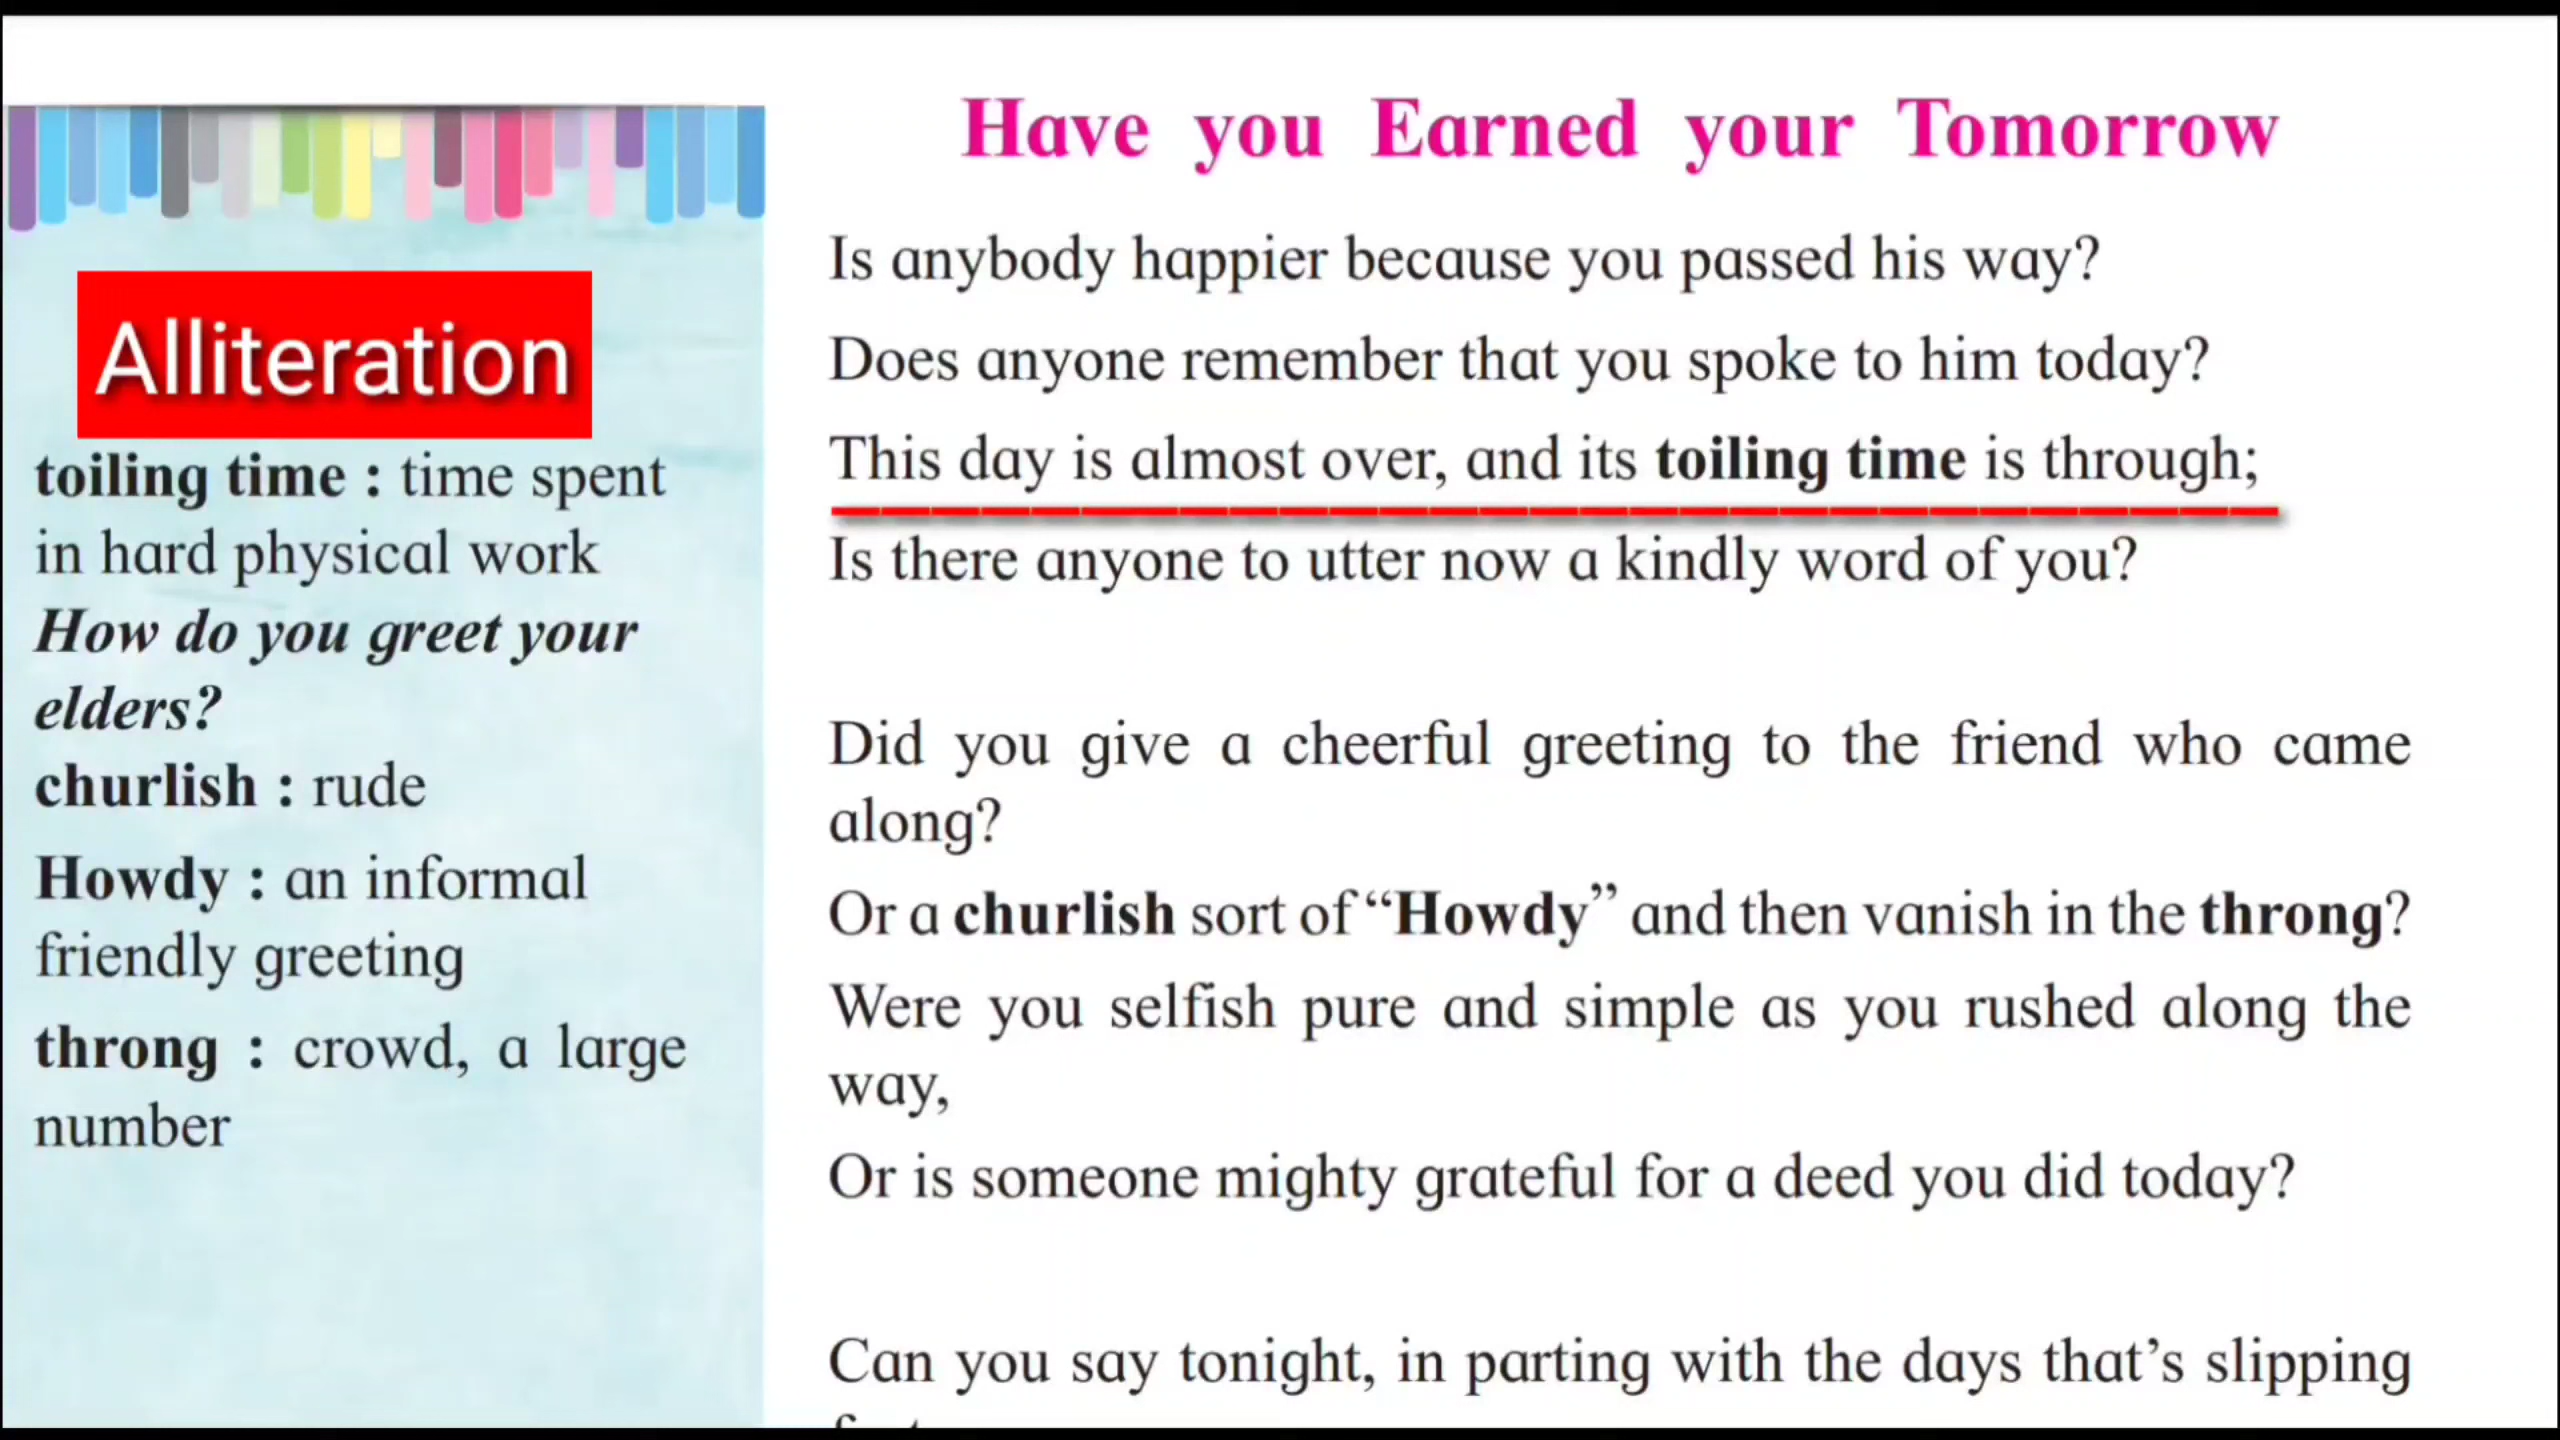 Have you Earned your Tomorrow
Alliteration
toiling time : time spent
in hard physical work
How do you greet your
elders?
churlish : rude
Howdy : an informal
friendly greeting
throng : crowd, a large
number
Is anybody happier because you passed his way?
Does anyone remember that you spoke to him today?
This day is almost over, and its toiling time is through;
Is there anyone to utter now a kindly word of you?
Did you give a cheerful greeting to the friend who came
along?
Or a churlish sort of “Howdy” and then vanish in the throng?
Were you selfish pure and simple as you rushed along the
way,
Or is someone mighty grateful for a deed you did today?
Can you say tonight, in parting with the days that’s slipping